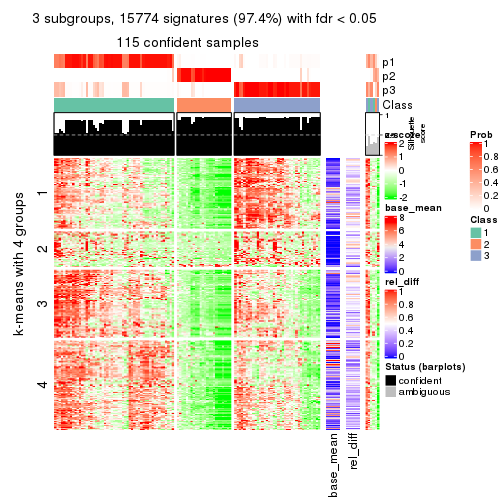 3 subgroups, 15774 signatures (97.4%) with fdr < 0.05
115 confident samples
p1
p2
p3
Class
1
Silhouette
score
k-means with 4 groups
1
2
3
4
base_mean
rel_diff
z-score
2
1
0
-1
-2
base_mean
8
6
4
2
0
rel_diff
1
0.8
0.6
0.4
0.2
0
Status (barplots)
confident
ambiguous
Prob
1
0.8
0.6
0.4
0.2
0
Class
1
2
3